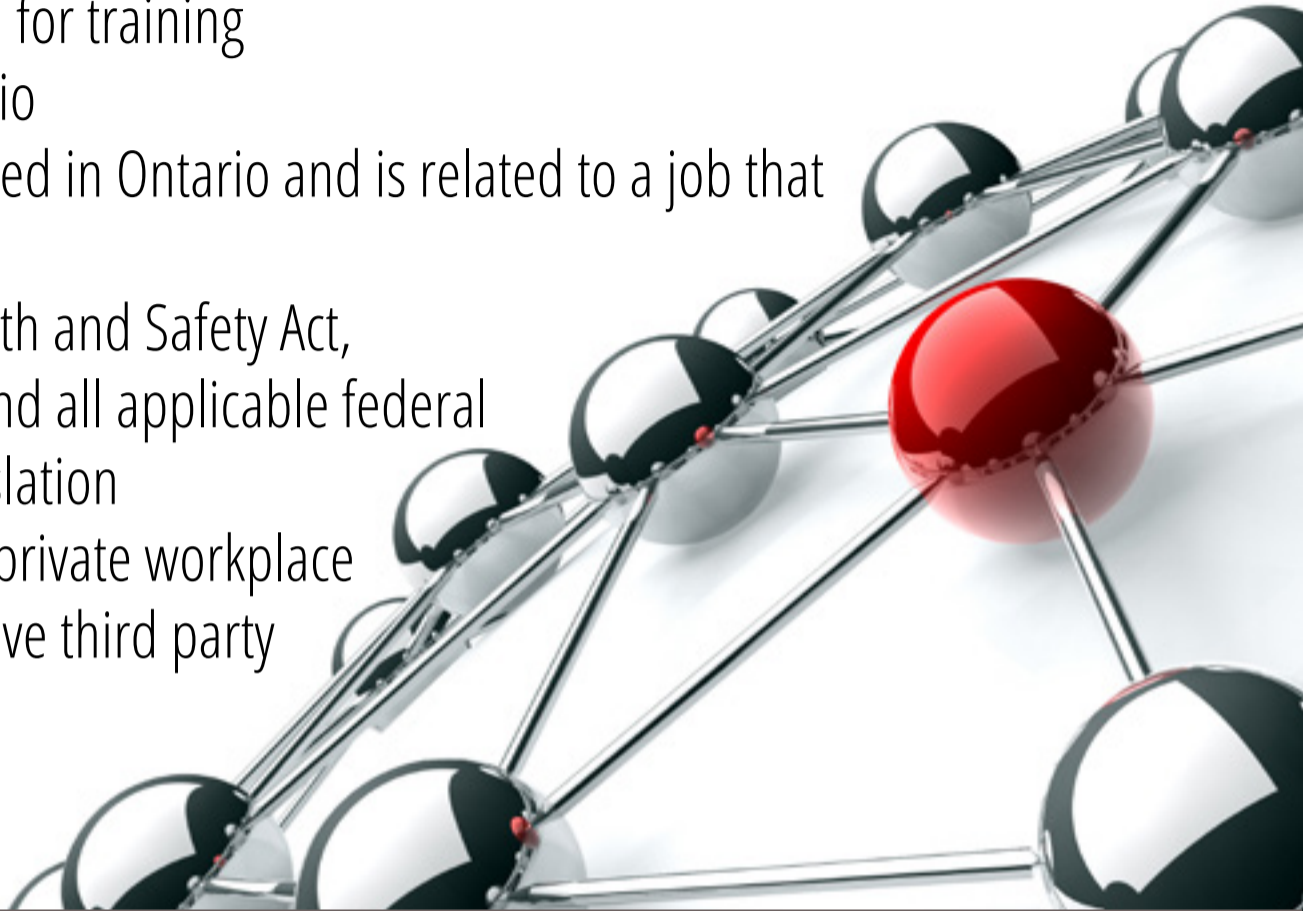 for training
io
ed in Ontario and is related to a job that
th and Safety Act,
nd all applicable federal
lation
private workplace
ve third party